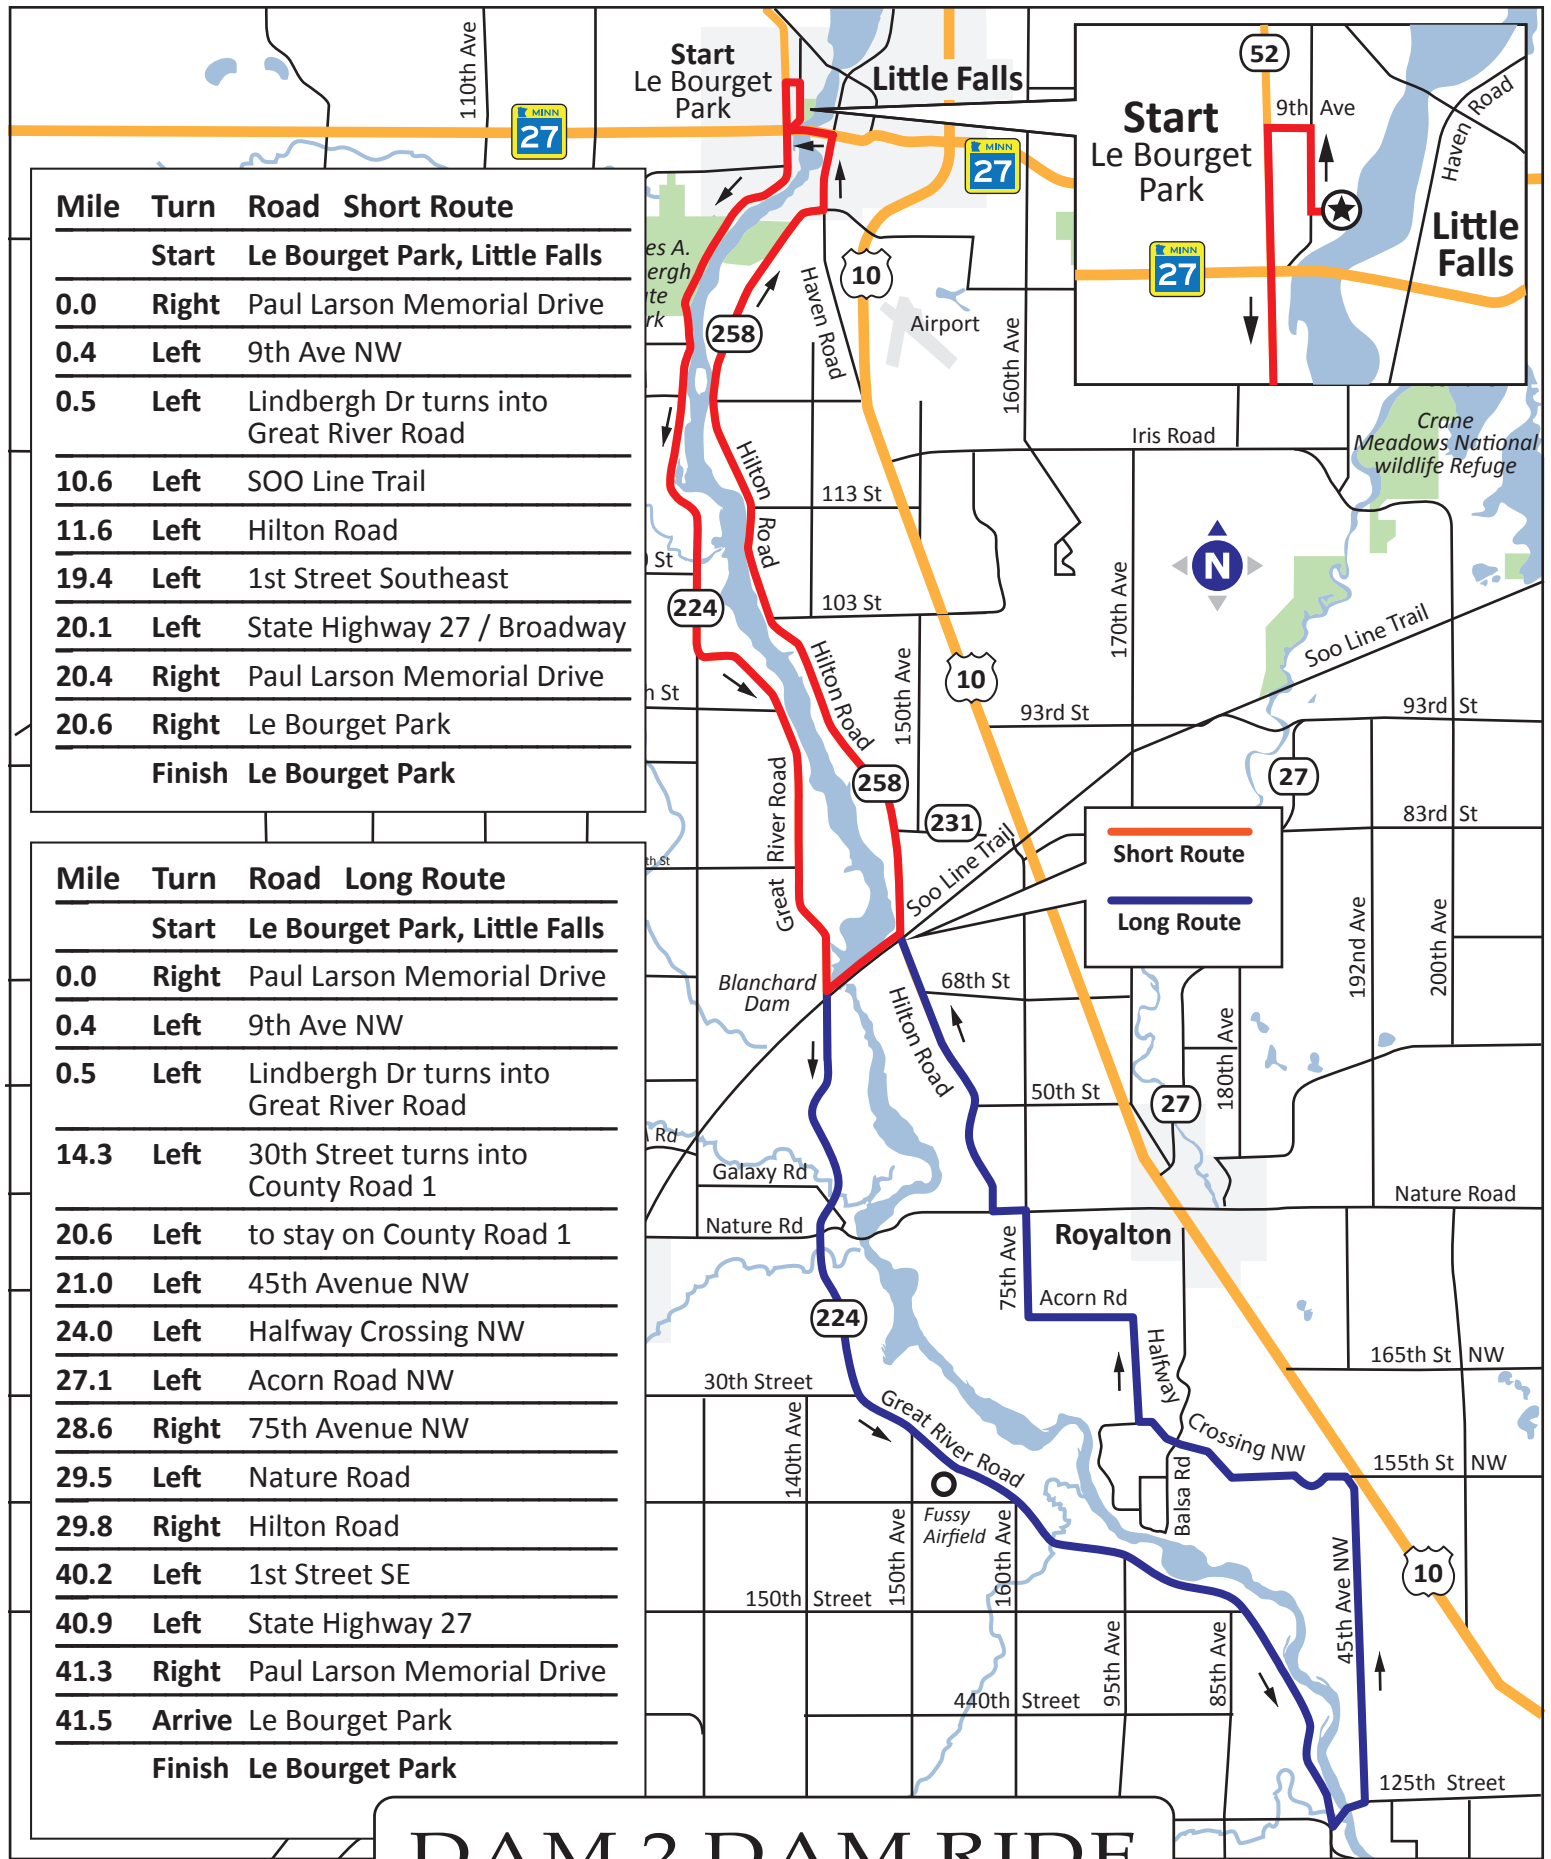 Mile Turn Road Short Route
Start Le Bourget Park, Little Falls
0.0 Right Paul Larson Memorial Drive
0.4 Left 9th Ave NW
0.5 Left Lindbergh Dr turns into
Great River Road
10.6 Left SOO Line Trail
11.6 Left Hilton Road
19.4 Left 1st Street Southeast
20.1 Left State Highway 27 / Broadway
20.4 Right Paul Larson Memorial Drive
20.6 Right Le Bourget Park
Finish Le Bourget Park
Mile Turn Road Long Route
Start Le Bourget Park, Little Falls
0.0 Right Paul Larson Memorial Drive
0.4 Left 9th Ave NW
0.5 Left Lindbergh Dr turns into
Great River Road
14.3 Left 30th Street turns into
County Road 1
20.6 Left to stay on County Road 1
21.0 Left 45th Avenue NW
24.0 Left Halfway Crossing NW
27.1 Left Acorn Road NW
28.6 Right 75th Avenue NW
29.5 Left Nature Road
29.8 Right Hilton Road
40.2 Left 1st Street SE
40.9 Left State Highway 27
41.3 Right Paul Larson Memorial Drive
41.5 Arrive Le Bourget Park
Finish Le Bourget Park
110th Ave
MINN
27
Start
Le Bourget
Park
Little Falls
MINN
27
52
9th Ave
Start
Le Bourget
Park
Haven Road
Little
Falls
MINN
27
es A.
ergh
te
rk
258
10
Haven Road
Airport
160th Ave
Iris Road
Crane
Meadows National
wildlife Refuge
Hilton Road
113 St
St
224
103 St
N
170th Ave
Soo Line Trail
Hilton Road
150th Ave
10
h St
93rd St
93rd St
258
27
Great River Road
231
83rd St
Soo Line Trail
Short Route
Long Route
th St
192nd Ave
200th Ave
Blanchard
Dam
68th St
Hilton Road
180th Ave
50th St
27
Rd
Galaxy Rd
Nature Rd
Nature Road
Royalton
75th Ave
Acorn Rd
224
Halfway Crossing NW
165th St NW
30th Street
140th Ave
Great River Road
155th St NW
Balsa Rd
Fussy
Airfield
150th Ave
160th Ave
10
45th Ave NW
150th Street
95th Ave
85th Ave
440th Street
125th Street
DAM 2 DAM RIDE